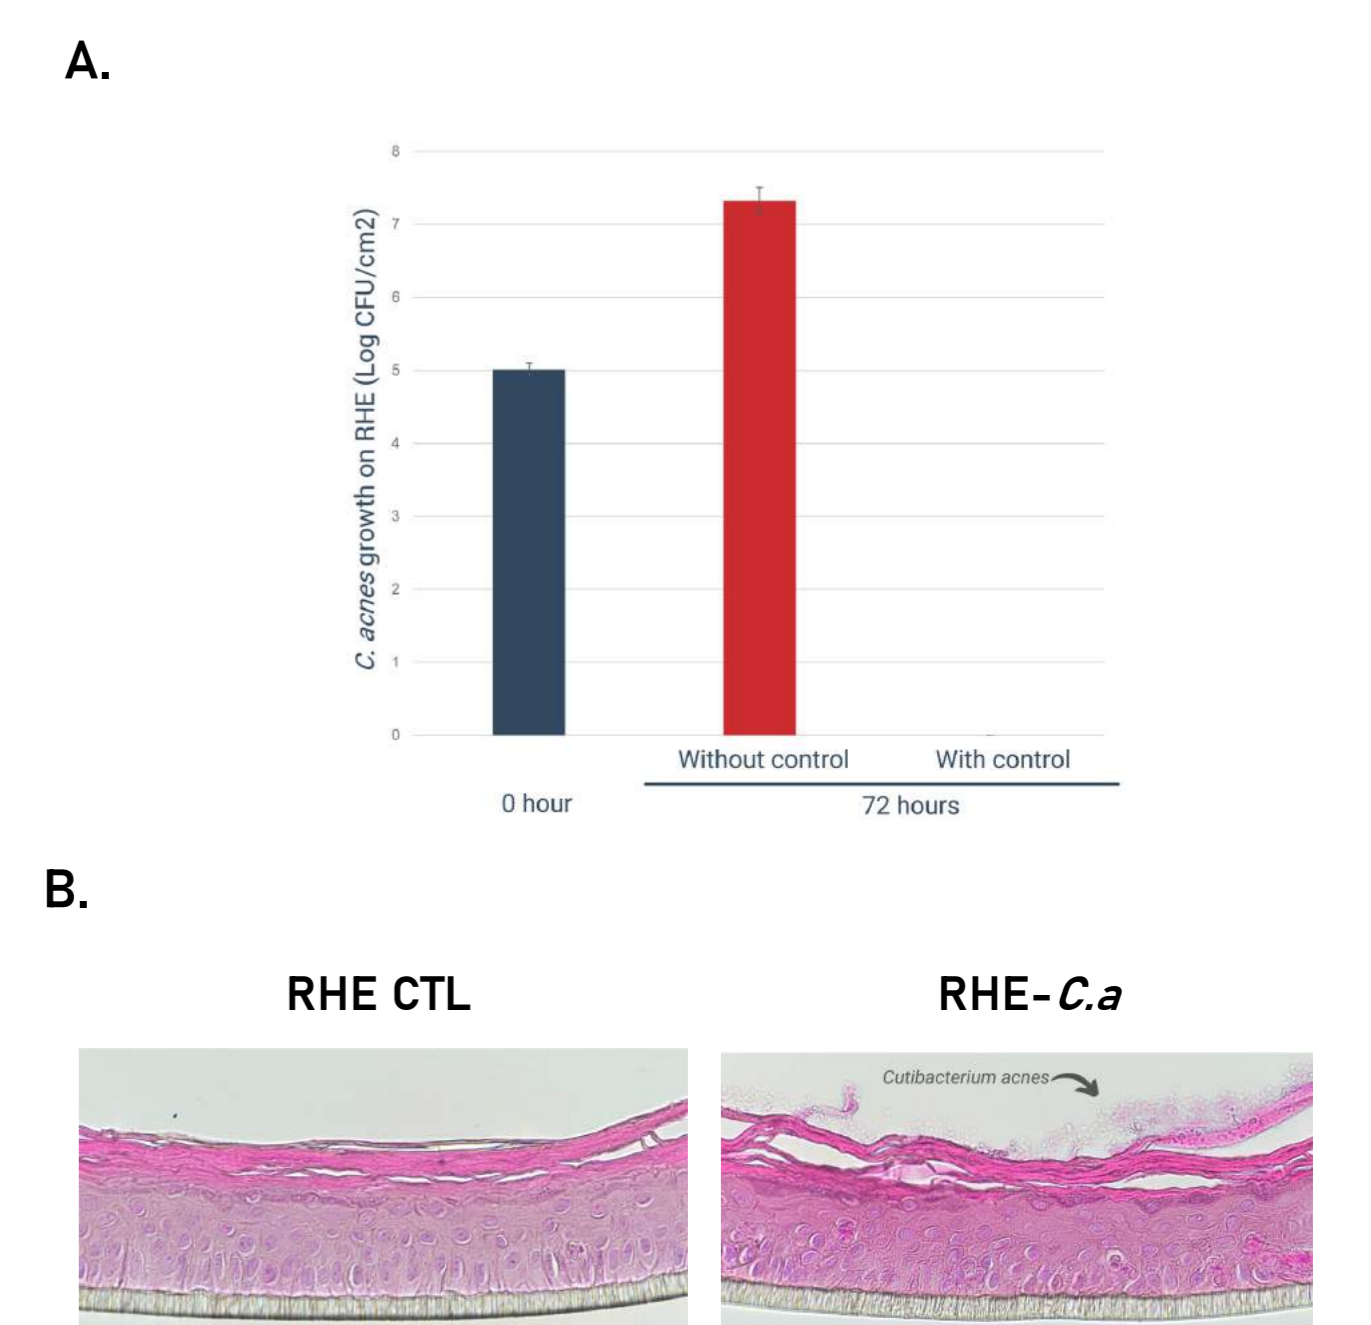 A.
C. acnes growth on RHE (Log CFU/cm2)
8
7
6
5
4
3
2
1
0
Without control
With control
0 hour
72 hours
B.
RHE CTL
RHE-C.a
Cutibacterium acnes